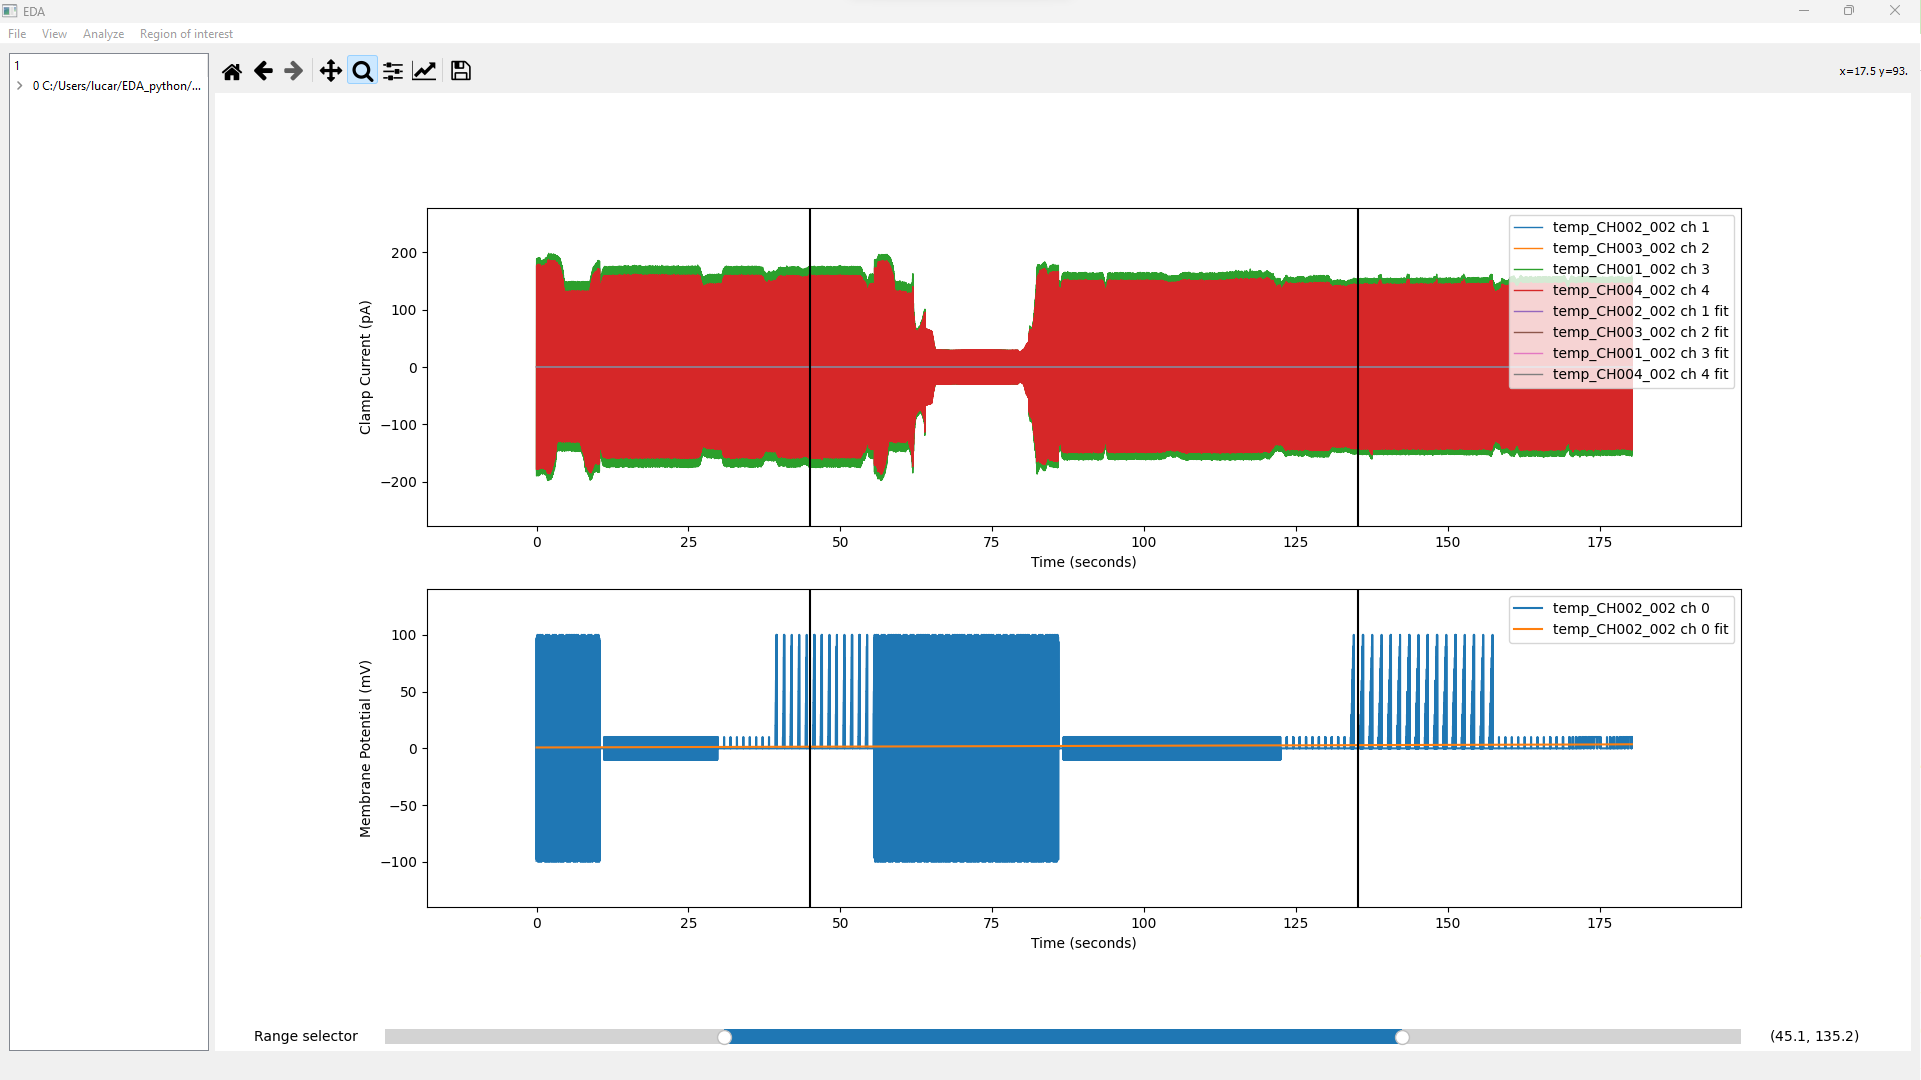 EDA
File View Analyze Region of interest
1
0 C:/Users/lucar/EDA_python/...
x=17.5 y=93.
Clamp Current (pA)
200
100
0
−100
−200
temp_CH002_002 ch 1
temp_CH003_002 ch 2
temp_CH001_002 ch 3
temp_CH004_002 ch 4
temp_CH002_002 ch 1 fit
temp_CH003_002 ch 2 fit
temp_CH001_002 ch 3 fit
temp_CH004_002 ch 4 fit
0 25 50 75 100 125 150 175
Time (seconds)
Membrane Potential (mV)
100
50
0
−50
−100
temp_CH002_002 ch 0
temp_CH002_002 ch 0 fit
0 25 50 75 100 125 150 175
Time (seconds)
Range selector (45.1, 135.2)